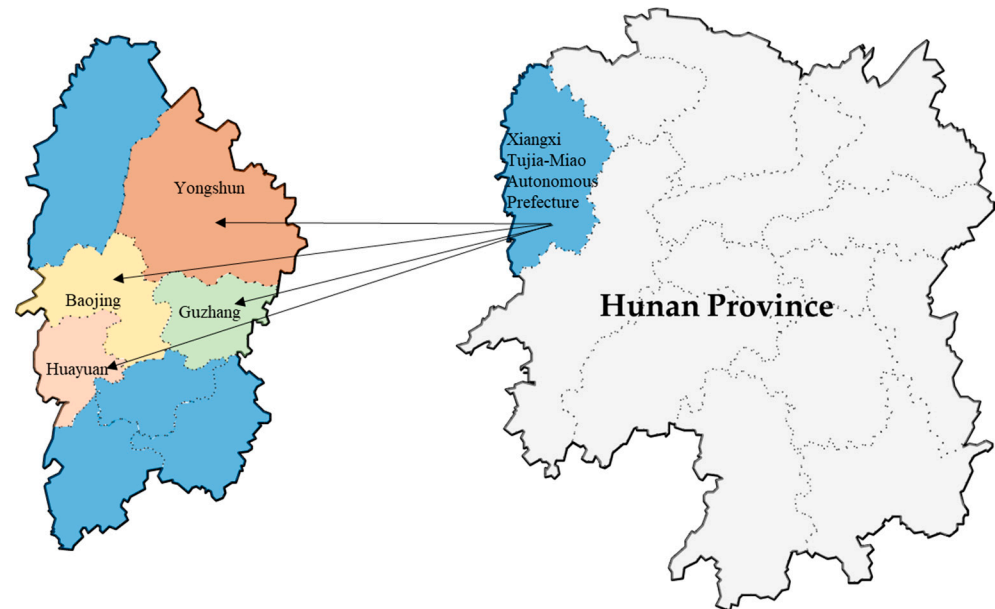 Yongshun
Baojing
Guzhang
Huayuan
Xiangxi
Tujia-Miao
Autonomous
Prefecture
Hunan Province